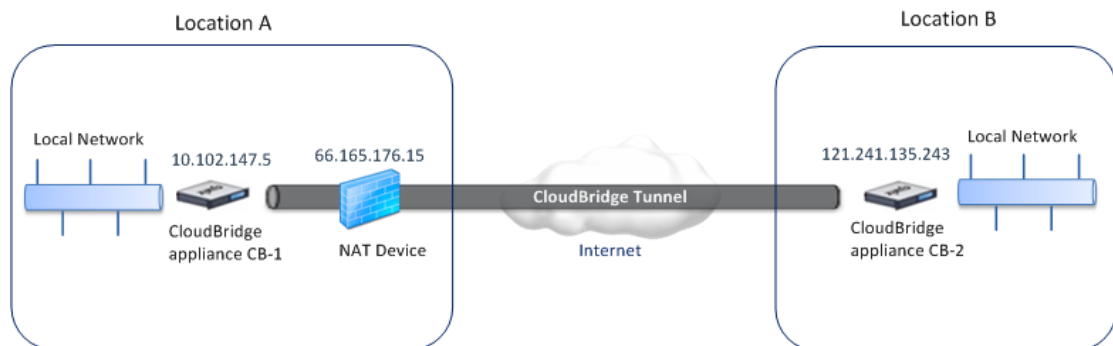 Location A
Location B
Local Network
10.102.147.5
66.165.176.15
121.241.135.243
Local Network
CloudBridge Tunnel
CloudBridge
appliance CB-1
NAT Device
Internet
CloudBridge
appliance CB-2